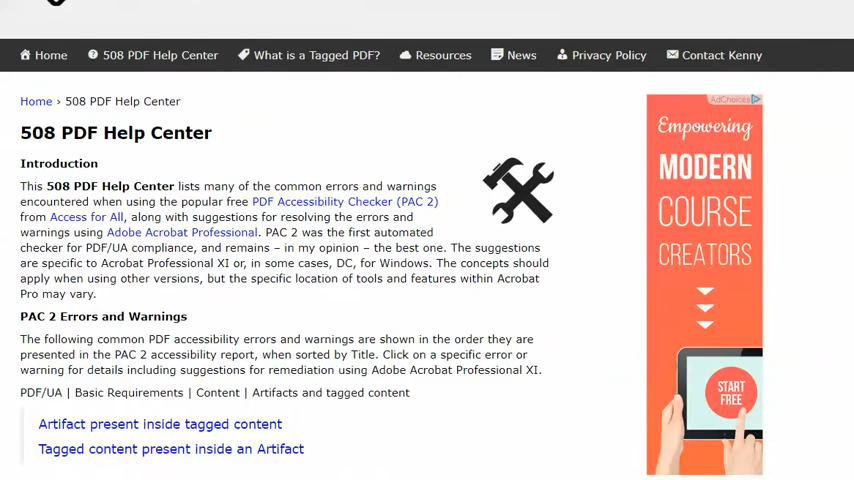 Home 508 PDF Help Center What is a Tagged PDF? Resources News Privacy Policy Contact Kenny
Home › 508 PDF Help Center
508 PDF Help Center
Introduction
This 508 PDF Help Center lists many of the common errors and warnings
encountered when using the popular free PDF Accessibility Checker (PAC 2)
from Access for All, along with suggestions for resolving the errors and
warnings using Adobe Acrobat Professional. PAC 2 was the first automated
checker for PDF/UA compliance, and remains – in my opinion – the best one. The suggestions
are specific to Acrobat Professional XI or, in some cases, DC, for Windows. The concepts should
apply when using other versions, but the specific location of tools and features within Acrobat
Pro may vary.
PAC 2 Errors and Warnings
The following common PDF accessibility errors and warnings are shown in the order they are
presented in the PAC 2 accessibility report, when sorted by Title. Click on a specific error or
warning for details including suggestions for remediation using Adobe Acrobat Professional XI.
PDF/UA | Basic Requirements | Content | Artifacts and tagged content
Artifact present inside tagged content
Tagged content present inside an Artifact
AdChoices
Empowering
MODERN
COURSE
CREATORS
START
FREE